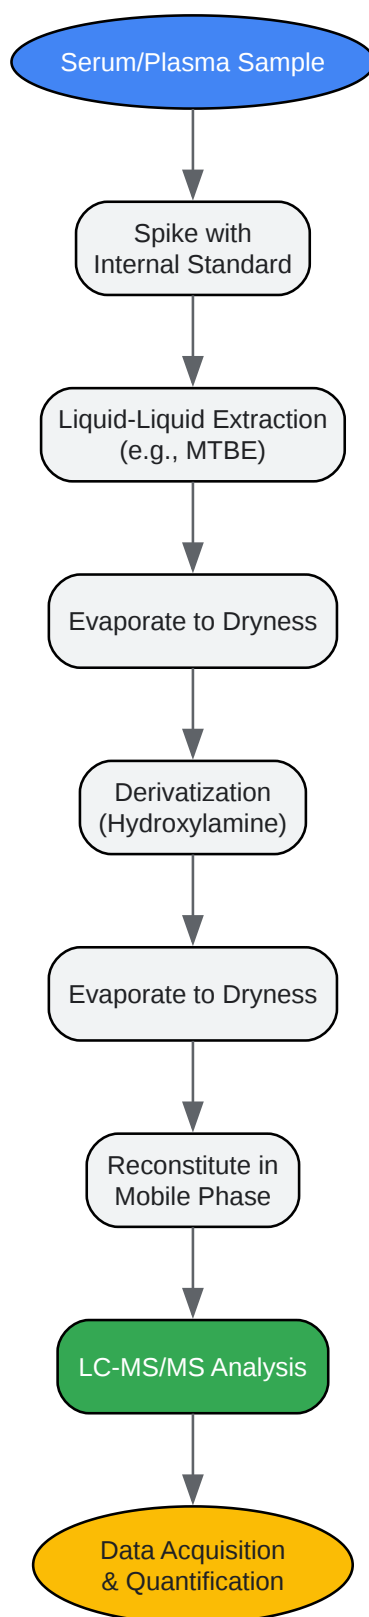 Serum/Plasma Sample
Spike with
Internal Standard
Liquid-Liquid Extraction
(e.g., MTBE)
Evaporate to Dryness
Derivatization
(Hydroxylamine)
Evaporate to Dryness
Reconstitute in
Mobile Phase
LC-MS/MS Analysis
Data Acquisition
& Quantification